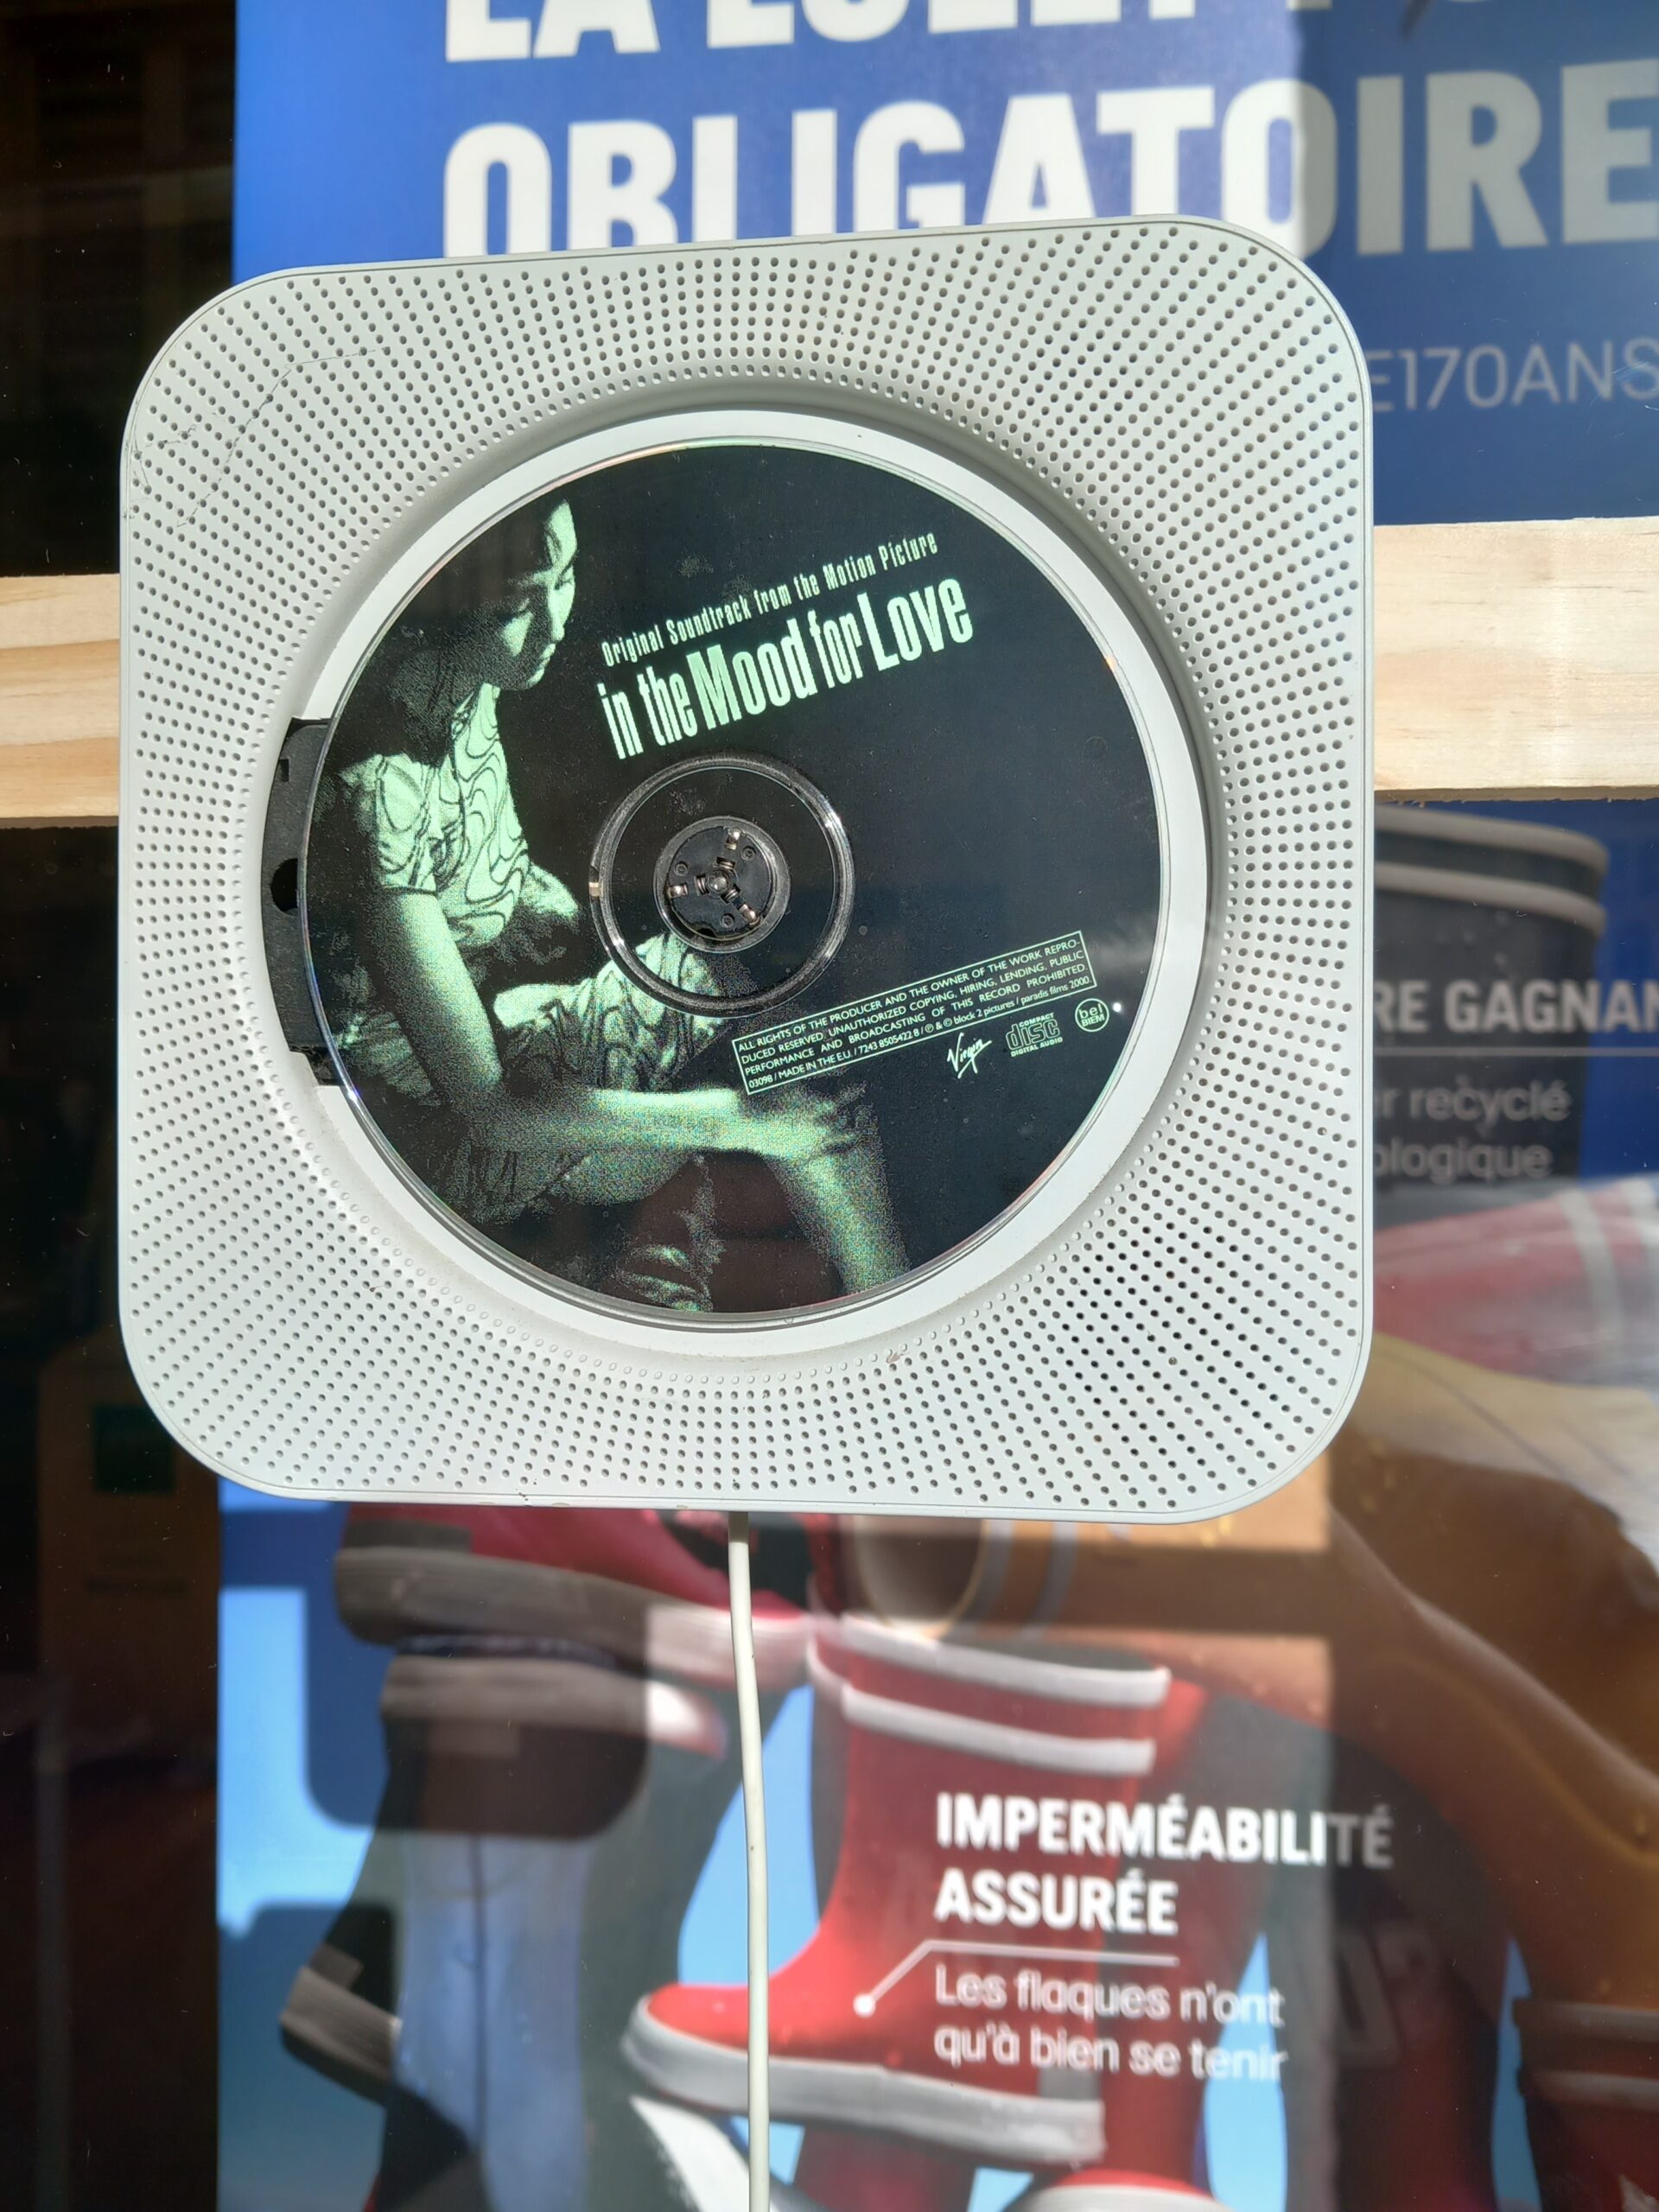 OBLIGATOIRE
E170ANS
Original Soundtrack from the Motion Picture
in the Mood for Love
ALL RIGHTS OF THE PRODUCER AND THE OWNER OF THE WORK REPRO-
DUCED RESERVED. UNAUTHORIZED COPYING, HIRING, LENDING, PUBLIC
PERFORMANCE AND BROADCASTING OF THIS RECORD PROHIBITED.
03098 / MADE IN THE E.U. / 7243 8505422 8 / ℗ & © block 2 pictures / paradis films 2000
Virgin
COMPACT
disc
DIGITAL AUDIO
bel
BIEM
RE GAGNAN
r recyclé
ologique
IMPERMÉABILITÉ
ASSURÉE
Les flaques n'ont
qu'à bien se tenir